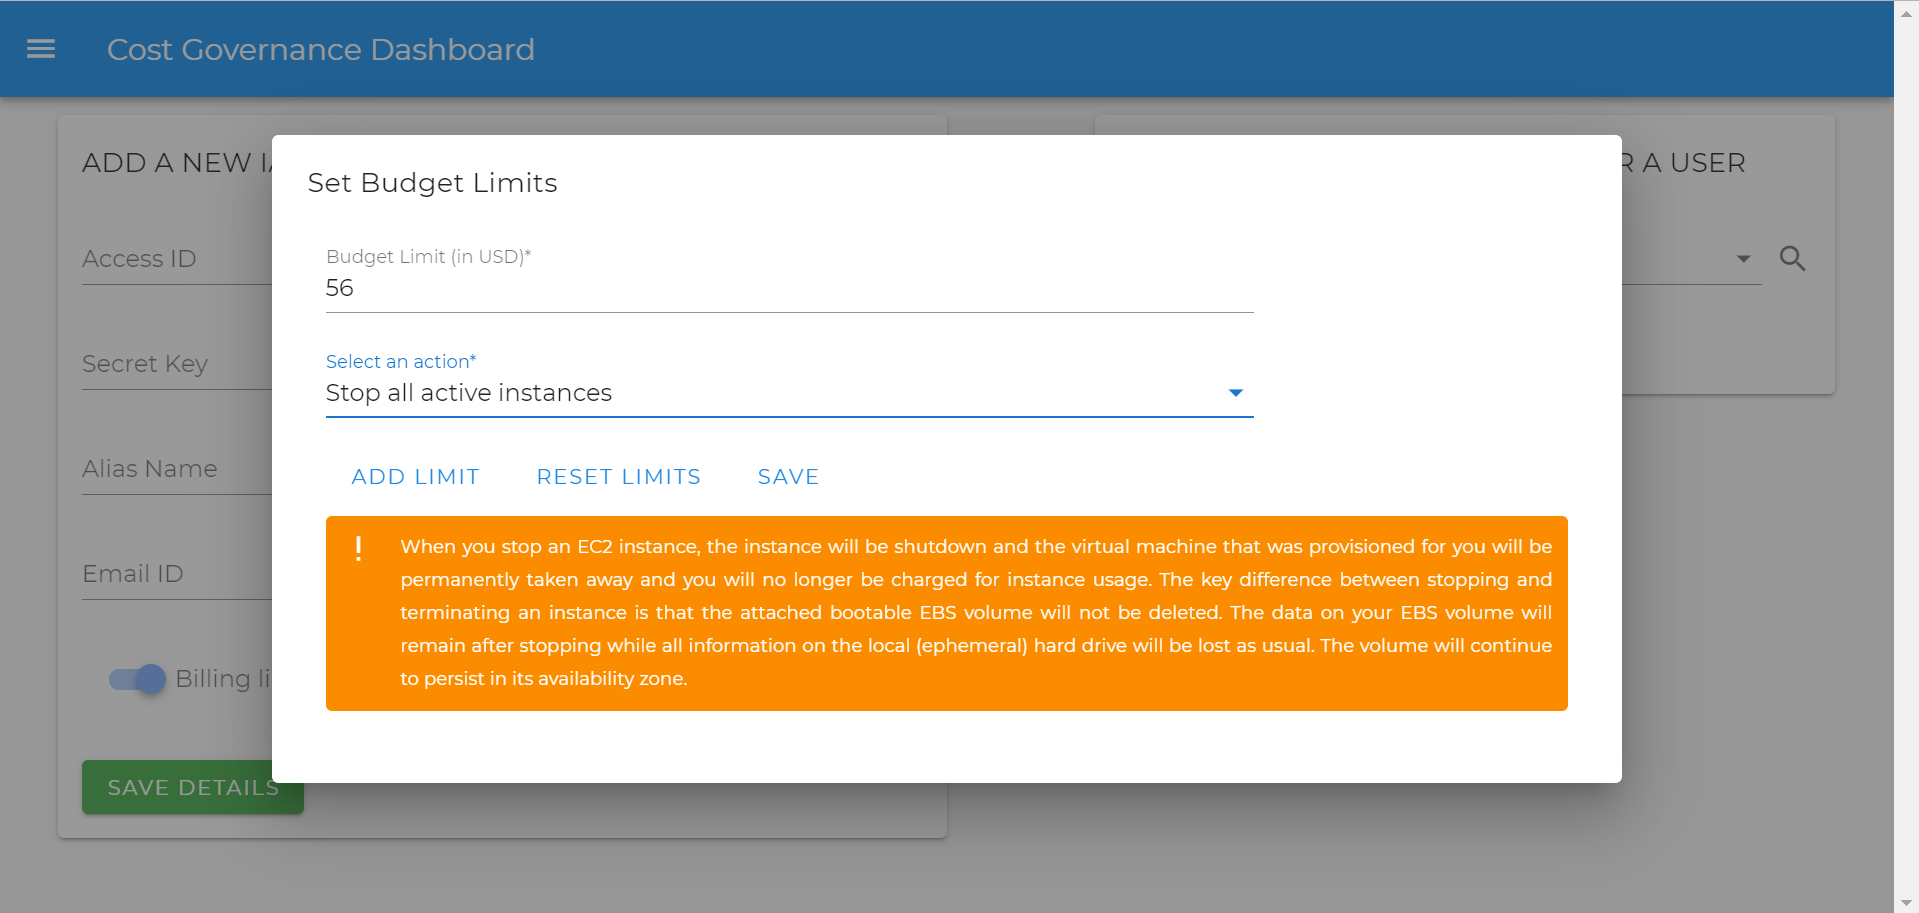 Cost Governance Dashboard
ADD A NEW
R A USER
Set Budget Limits
Access ID
Budget Limit (in USD)*
56
Secret Key
Select an action*
Stop all active instances
Alias Name
ADD LIMIT RESET LIMITS SAVE
Email ID
! When you stop an EC2 instance, the instance will be shutdown and the virtual machine that was provisioned for you will be
permanently taken away and you will no longer be charged for instance usage. The key difference between stopping and
terminating an instance is that the attached bootable EBS volume will not be deleted. The data on your EBS volume will
remain after stopping while all information on the local (ephemeral) hard drive will be lost as usual. The volume will continue
to persist in its availability zone.
Billing li
SAVE DETAILS